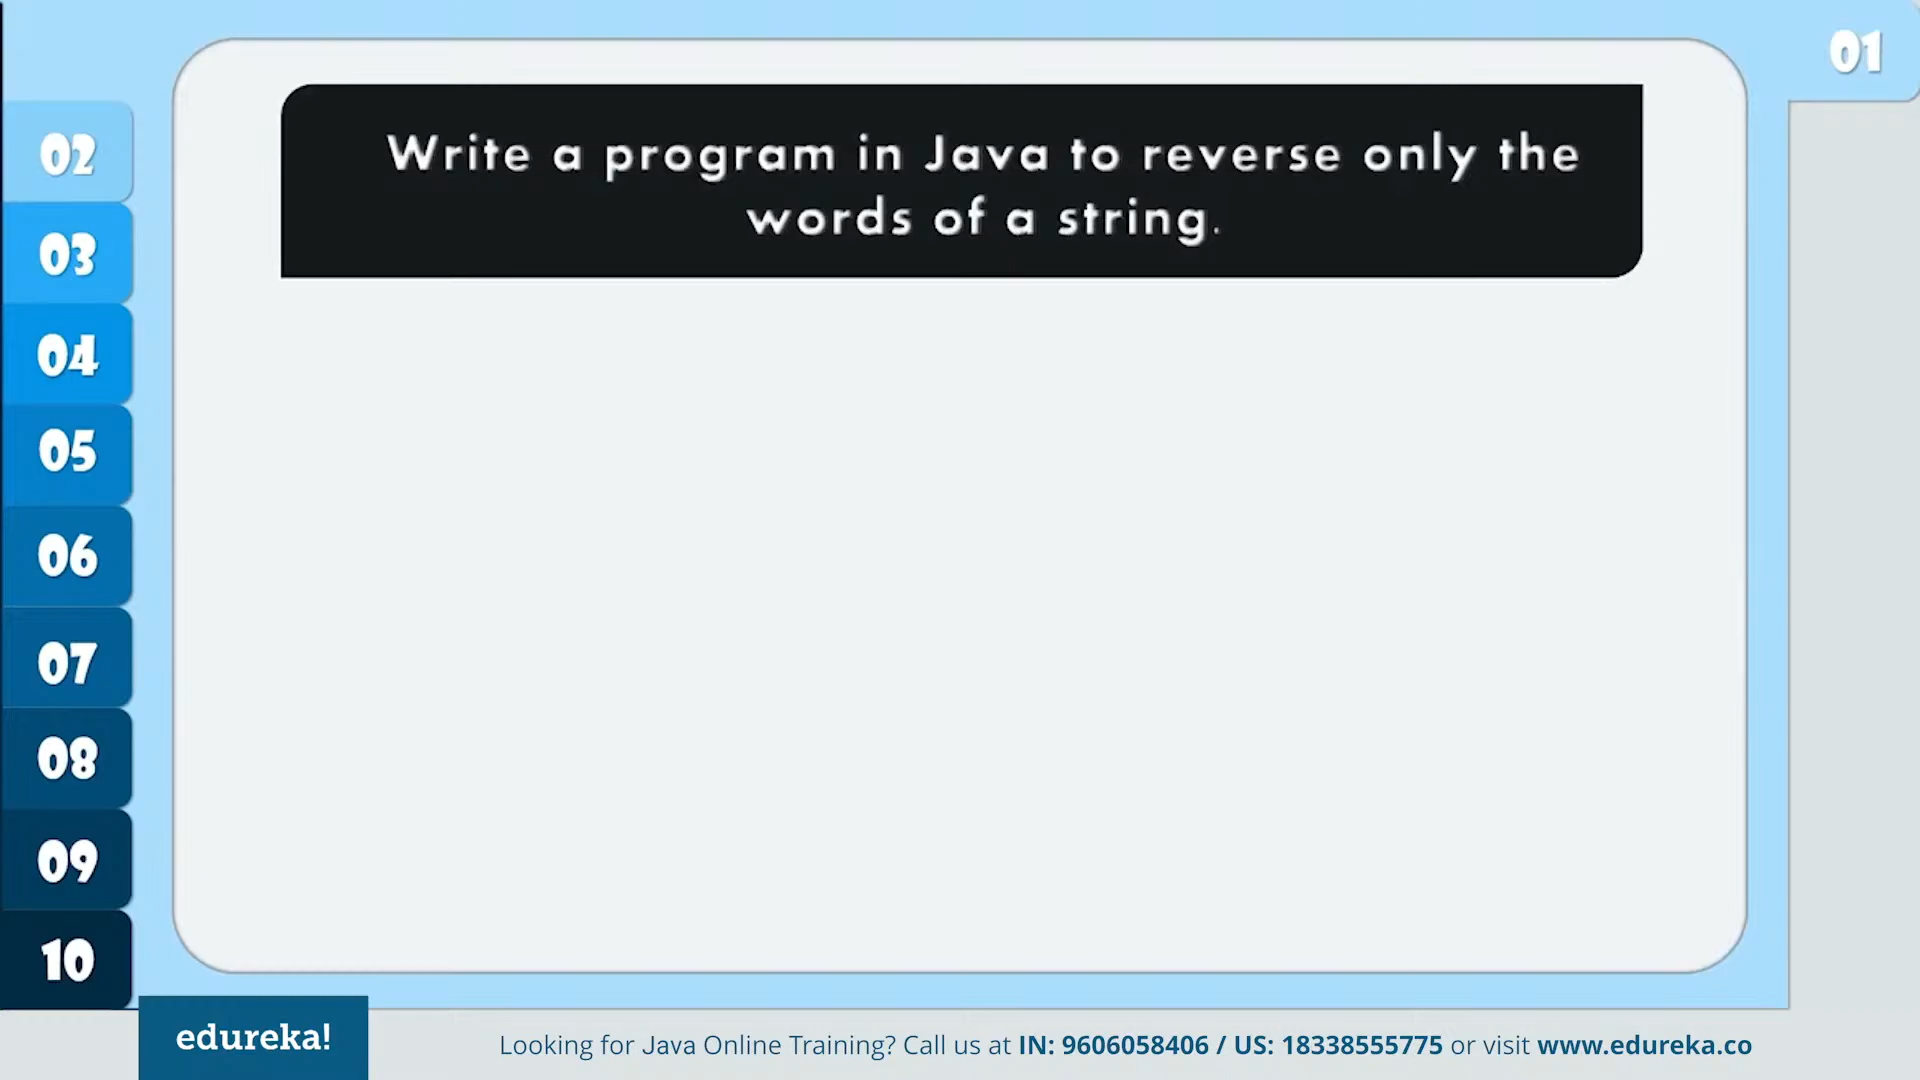 01
Write a program in Java to reverse only the
words of a string.
02
03
04
05
06
07
08
09
10
edureka!
Looking for Java Online Training? Call us at IN: 9606058406 / US: 18338555775 or visit www.edureka.co